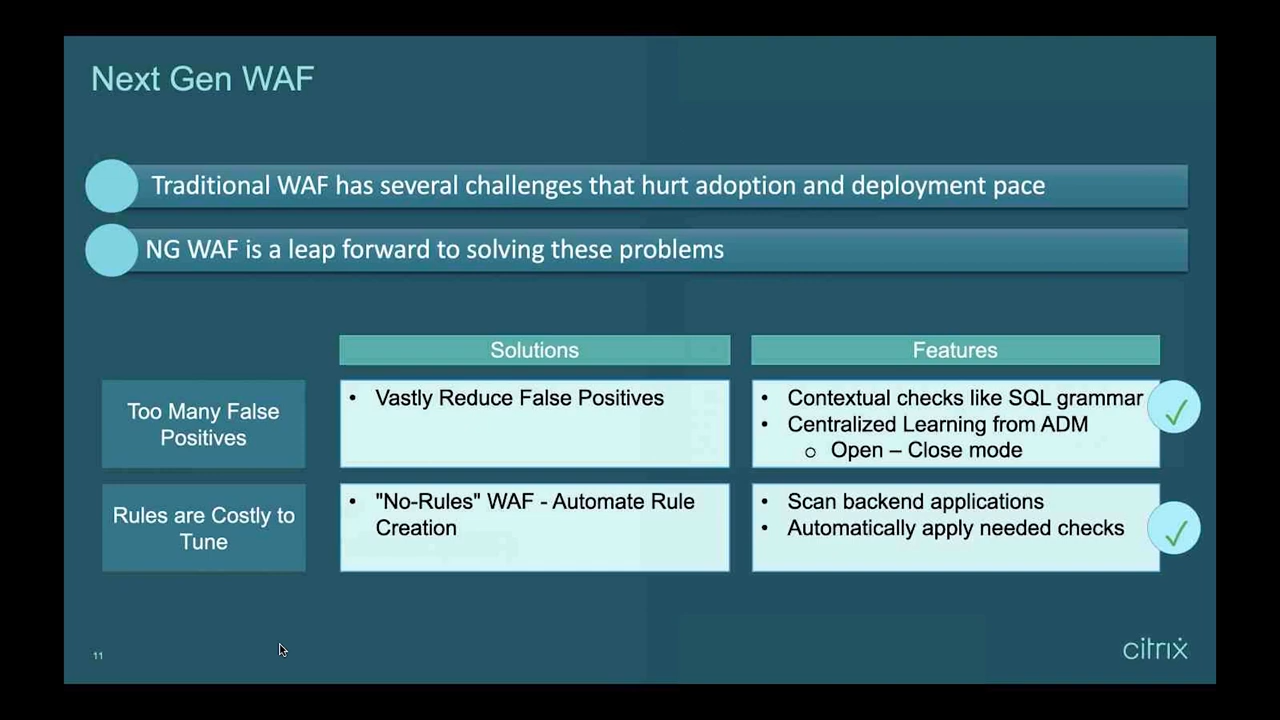 Next Gen WAF
Traditional WAF has several challenges that hurt adoption and deployment pace
NG WAF is a leap forward to solving these problems
Solutions
Features
Too Many False
Positives
• Vastly Reduce False Positives
• Contextual checks like SQL grammar
• Centralized Learning from ADM
o Open – Close mode
Rules are Costly to
Tune
• "No-Rules" WAF - Automate Rule
Creation
• Scan backend applications
• Automatically apply needed checks
11
citrix